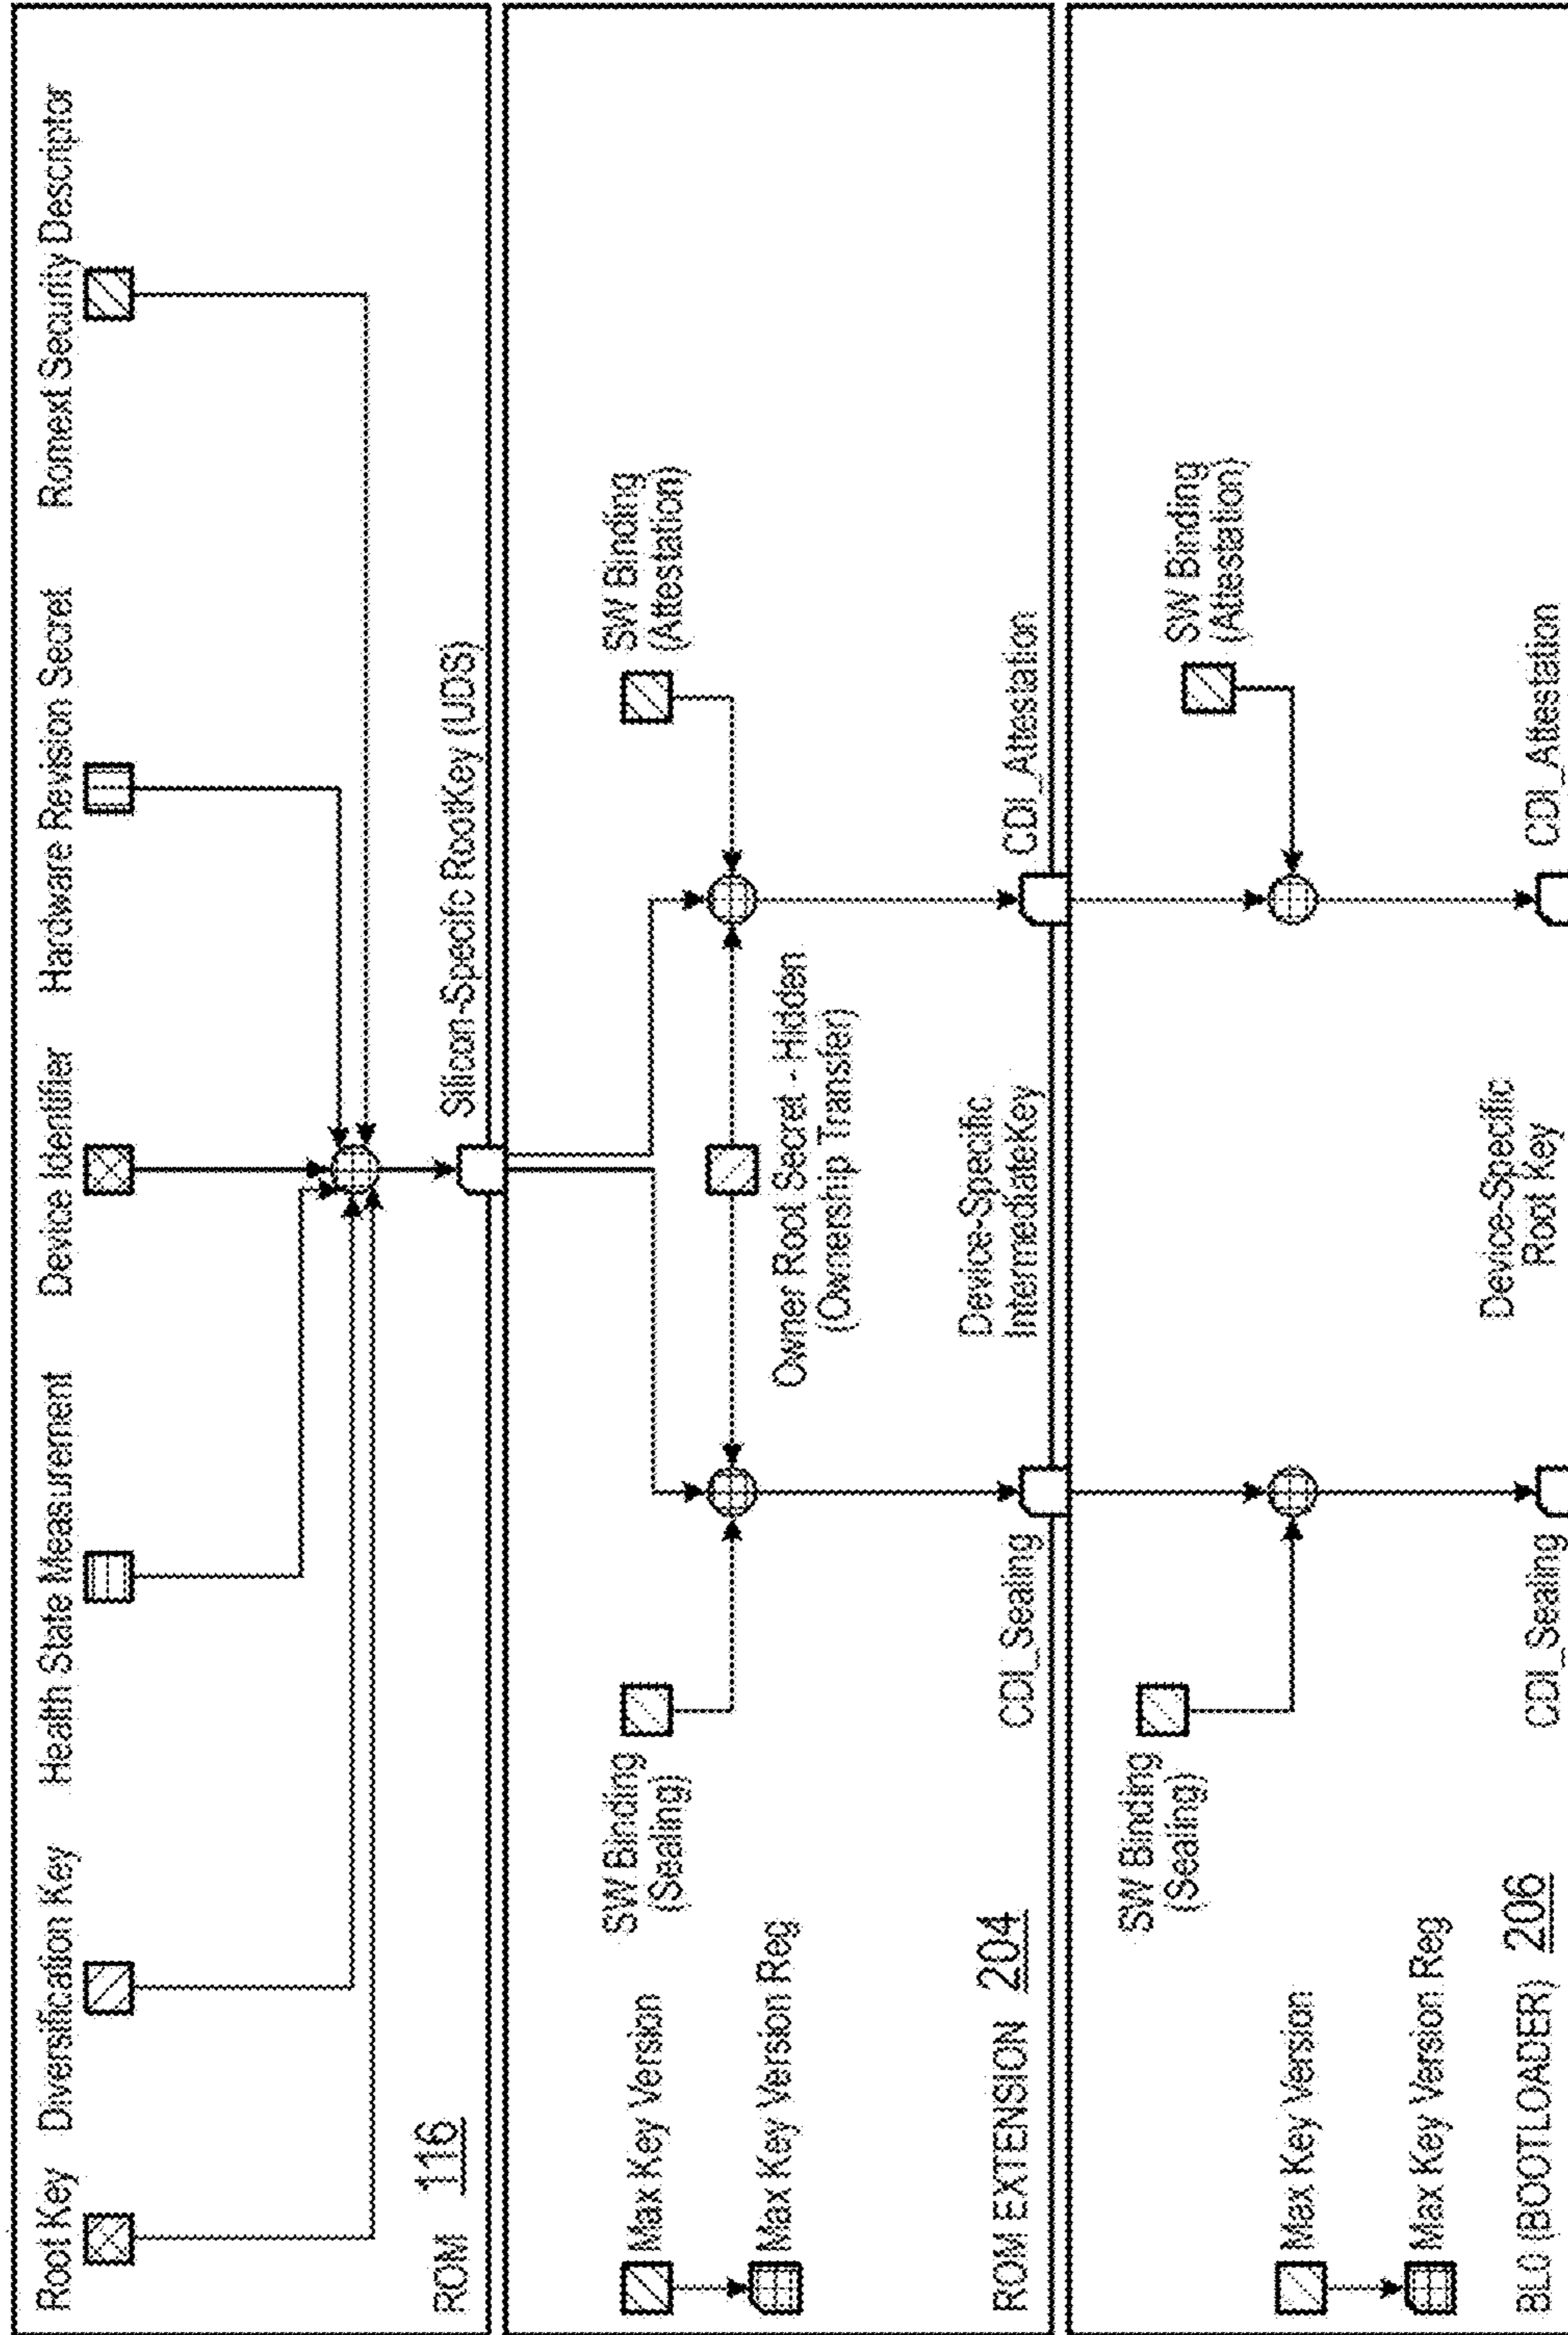 Root Key
Diversification Key
Health State Measurement
Device Identifier
Hardware Revision Secret
Romext Security Descriptor
ROM 116
Silicon-Specifc RootKey (UDS)
Max Key Version
Max Key Version Reg
SW Binding
(Sealing)
SW Binding
(Attestation)
Owner Root Secret - Hidden
(Ownership Transfer)
Device-Specific
IntermediateKey
ROM EXTENSION 204
CDI_Sealing
CDI_Attestation
SW Binding
(Sealing)
SW Binding
(Attestation)
Max Key Version
Max Key Version Reg
Device-Specific
Root Key
BL0 (BOOTLOADER) 206
CDI_Sealing
CDI_Attestation